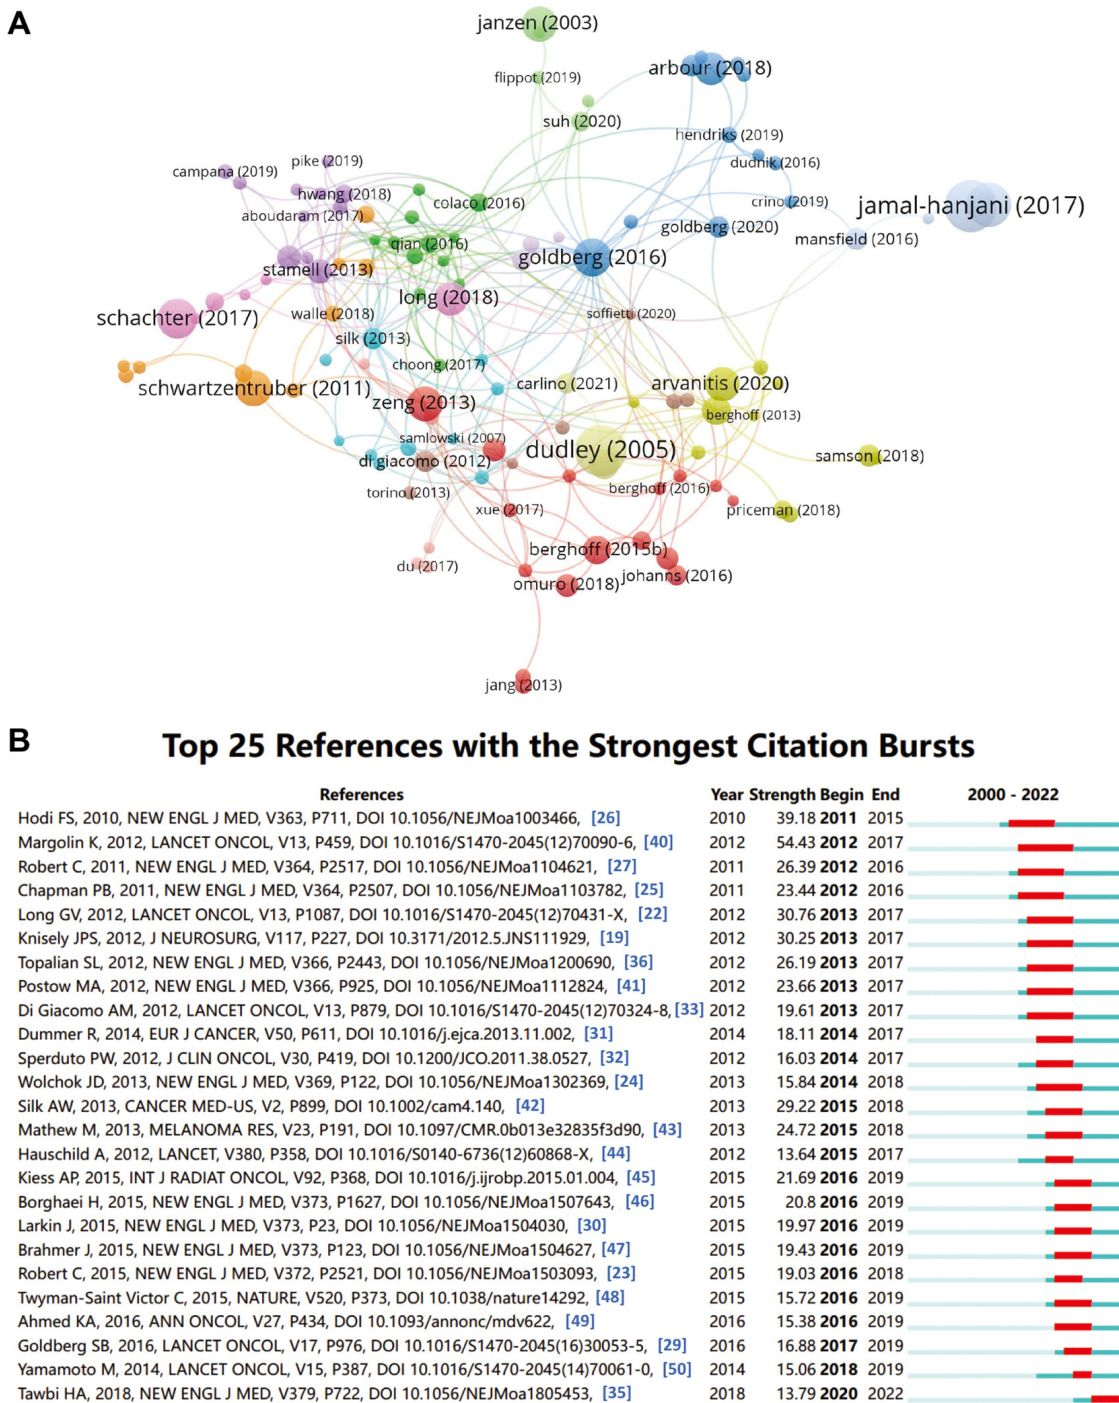 A
janzen (2003)
flippot (2019)
arbour (2018)
suh (2020)
hendriks (2019)
pike (2019)
dudnik (2016)
campana (2019)
hwang (2018)
colaco (2016)
crino (2019)
jamal-hanjani (2017)
aboudaram (2017)
goldberg (2020)
mansfield (2016)
qian (2016)
goldberg (2016)
stamell (2013)
long (2018)
schachter (2017)
walle (2018)
soffietti (2020)
silk (2013)
choong (2017)
carlino (2021)
arvanitis (2020)
schwartzentruber (2011)
zeng (2013)
berghoff (2013)
samlowski (2007)
dudley (2005)
di giacomo (2012)
samson (2018)
torino (2013)
berghoff (2016)
xue (2017)
priceman (2018)
berghoff (2015b)
du (2017)
omuro (2018)
johanns (2016)
jang (2013)
B
Top 25 References with the Strongest Citation Bursts
References Year Strength Begin End 2000 - 2022
Hodi FS, 2010, NEW ENGL J MED, V363, P711, DOI 10.1056/NEJMoa1003466, [26] 2010 39.18 2011 2015
Margolin K, 2012, LANCET ONCOL, V13, P459, DOI 10.1016/S1470-2045(12)70090-6, [40] 2012 54.43 2012 2017
Robert C, 2011, NEW ENGL J MED, V364, P2517, DOI 10.1056/NEJMoa1104621, [27] 2011 26.39 2012 2016
Chapman PB, 2011, NEW ENGL J MED, V364, P2507, DOI 10.1056/NEJMoa1103782, [25] 2011 23.44 2012 2016
Long GV, 2012, LANCET ONCOL, V13, P1087, DOI 10.1016/S1470-2045(12)70431-X, [22] 2012 30.76 2013 2017
Knisely JPS, 2012, J NEUROSURG, V117, P227, DOI 10.3171/2012.5.JNS111929, [19] 2012 30.25 2013 2017
Topalian SL, 2012, NEW ENGL J MED, V366, P2443, DOI 10.1056/NEJMoa1200690, [36] 2012 26.19 2013 2017
Postow MA, 2012, NEW ENGL J MED, V366, P925, DOI 10.1056/NEJMoa1112824, [41] 2012 23.66 2013 2017
Di Giacomo AM, 2012, LANCET ONCOL, V13, P879, DOI 10.1016/S1470-2045(12)70324-8, [33] 2012 19.61 2013 2017
Dummer R, 2014, EUR J CANCER, V50, P611, DOI 10.1016/j.ejca.2013.11.002, [31] 2014 18.11 2014 2017
Sperduto PW, 2012, J CLIN ONCOL, V30, P419, DOI 10.1200/JCO.2011.38.0527, [32] 2012 16.03 2014 2017
Wolchok JD, 2013, NEW ENGL J MED, V369, P122, DOI 10.1056/NEJMoa1302369, [24] 2013 15.84 2014 2018
Silk AW, 2013, CANCER MED-US, V2, P899, DOI 10.1002/cam4.140, [42] 2013 29.22 2015 2018
Mathew M, 2013, MELANOMA RES, V23, P191, DOI 10.1097/CMR.0b013e32835f3d90, [43] 2013 24.72 2015 2018
Hauschild A, 2012, LANCET, V380, P358, DOI 10.1016/S0140-6736(12)60868-X, [44] 2012 13.64 2015 2017
Kiess AP, 2015, INT J RADIAT ONCOL, V92, P368, DOI 10.1016/j.ijrobp.2015.01.004, [45] 2015 21.69 2016 2019
Borghaei H, 2015, NEW ENGL J MED, V373, P1627, DOI 10.1056/NEJMoa1507643, [46] 2015 20.8 2016 2019
Larkin J, 2015, NEW ENGL J MED, V373, P23, DOI 10.1056/NEJMoa1504030, [30] 2015 19.97 2016 2019
Brahmer J, 2015, NEW ENGL J MED, V373, P123, DOI 10.1056/NEJMoa1504627, [47] 2015 19.43 2016 2019
Robert C, 2015, NEW ENGL J MED, V372, P2521, DOI 10.1056/NEJMoa1503093, [23] 2015 19.03 2016 2018
Twyman-Saint Victor C, 2015, NATURE, V520, P373, DOI 10.1038/nature14292, [48] 2015 15.72 2016 2019
Ahmed KA, 2016, ANN ONCOL, V27, P434, DOI 10.1093/annonc/mdv622, [49] 2016 15.38 2016 2019
Goldberg SB, 2016, LANCET ONCOL, V17, P976, DOI 10.1016/S1470-2045(16)30053-5, [29] 2016 16.88 2017 2019
Yamamoto M, 2014, LANCET ONCOL, V15, P387, DOI 10.1016/S1470-2045(14)70061-0, [50] 2014 15.06 2018 2019
Tawbi HA, 2018, NEW ENGL J MED, V379, P722, DOI 10.1056/NEJMoa1805453, [35] 2018 13.79 2020 2022